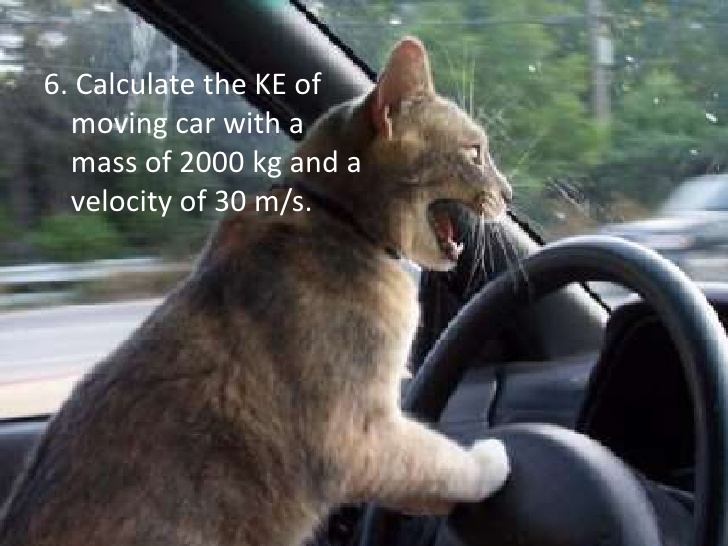 6. Calculate the KE of
moving car with a
mass of 2000 kg and a
velocity of 30 m/s.